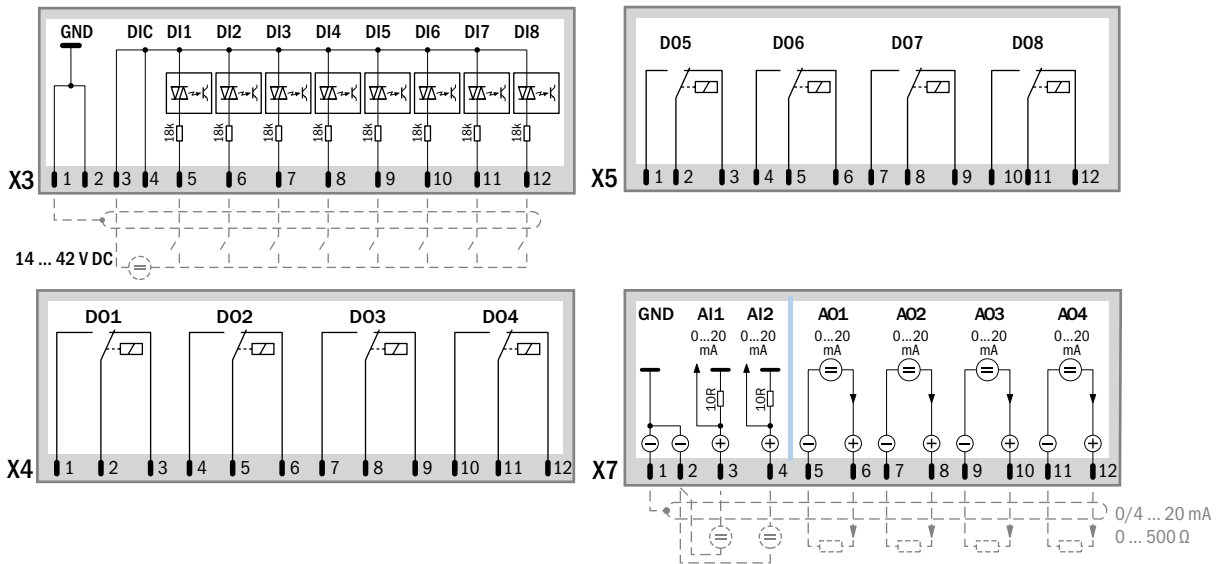 GND DIC DI1 DI2 DI3 DI4 DI5 DI6 DI7 DI8
18k 18k 18k 18k 18k 18k 18k 18k
X3 1 2 3 4 5 6 7 8 9 10 11 12
14 ... 42 V DC
DO5 DO6 DO7 DO8
X5 1 2 3 4 5 6 7 8 9 10 11 12
DO1 DO2 DO3 DO4
X4 1 2 3 4 5 6 7 8 9 10 11 12
GND AI1 AI2 AO1 AO2 AO3 AO4
0...20 0...20 0...20 0...20 0...20 0...20
mA mA mA mA mA mA
10R 10R
X7 1 2 3 4 5 6 7 8 9 10 11 12
0/4 ... 20 mA
0 ... 500 Ω